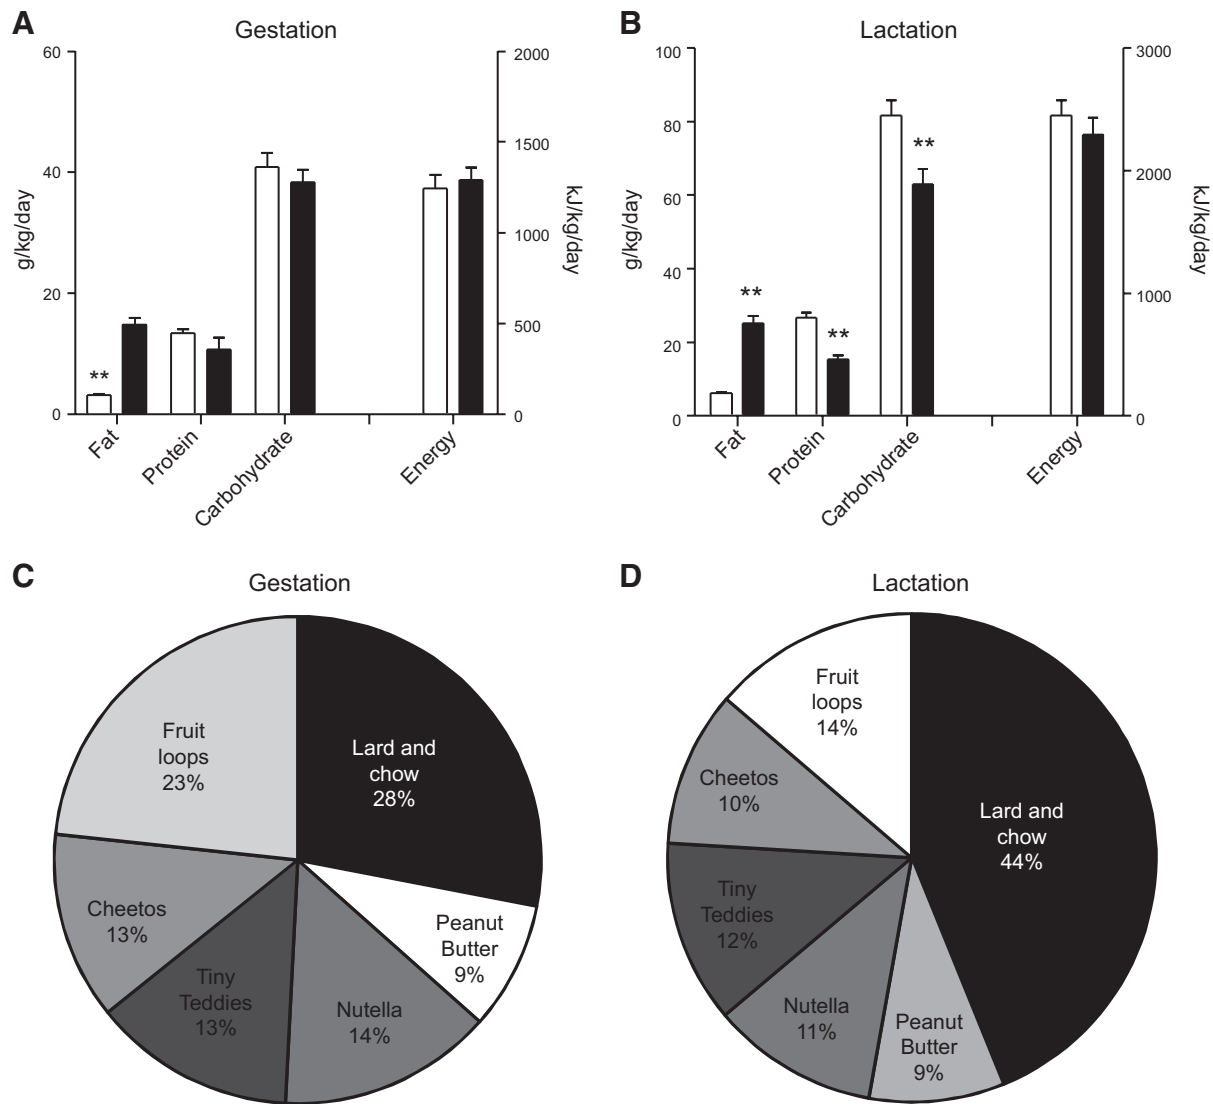 A
Gestation
60
40
20
0
g/kg/day
2000
1500
1000
500
0
kJ/kg/day
**
Fat
Protein
Carbohydrate
Energy
B
Lactation
100
80
60
40
20
0
g/kg/day
3000
2000
1000
0
kJ/kg/day
**
**
**
Fat
Protein
Carbohydrate
Energy
C
Gestation
Fruit
loops
23%
Lard and
chow
28%
Cheetos
13%
Peanut
Butter
9%
Tiny
Teddies
13%
Nutella
14%
D
Lactation
Fruit
loops
14%
Cheetos
10%
Lard and
chow
44%
Tiny
Teddies
12%
Nutella
11%
Peanut
Butter
9%